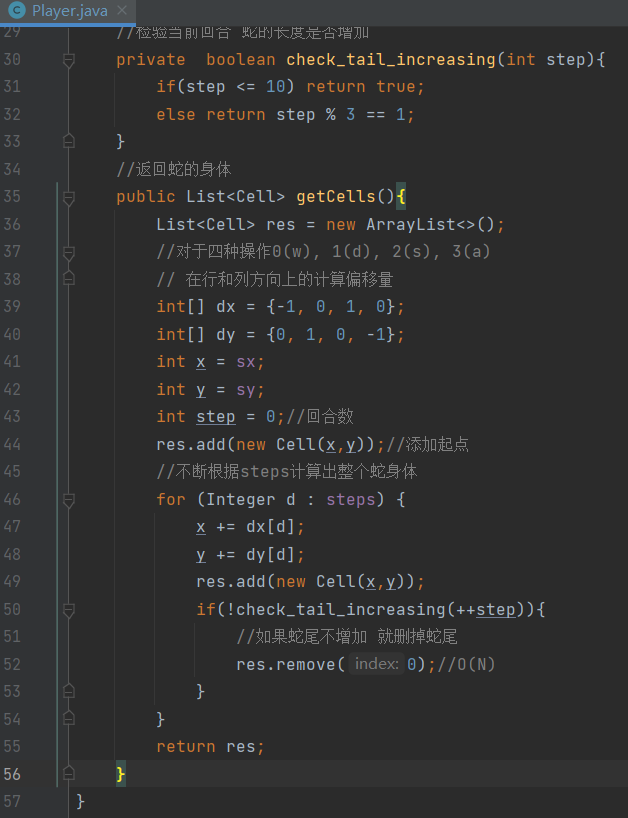 Player.java
29 //检验当前回合 蛇的长度是否增加
30 private  boolean check_tail_increasing(int step){
31 if(step <= 10) return true;
32 else return step % 3 == 1;
33 }
34 //返回蛇的身体
35 public List<Cell> getCells(){
36 List<Cell> res = new ArrayList<>();
37 //对于四种操作0(w), 1(d), 2(s), 3(a)
38 // 在行和列方向上的计算偏移量
39 int[] dx = {-1, 0, 1, 0};
40 int[] dy = {0, 1, 0, -1};
41 int x = sx;
42 int y = sy;
43 int step = 0;//回合数
44 res.add(new Cell(x,y));//添加起点
45 //不断根据steps计算出整个蛇身体
46 for (Integer d : steps) {
47 x += dx[d];
48 y += dy[d];
49 res.add(new Cell(x,y));
50 if(!check_tail_increasing(++step)){
51 //如果蛇尾不增加 就删掉蛇尾
52 res.remove( index: 0);//O(N)
53 }
54 }
55 return res;
56 }
57 }